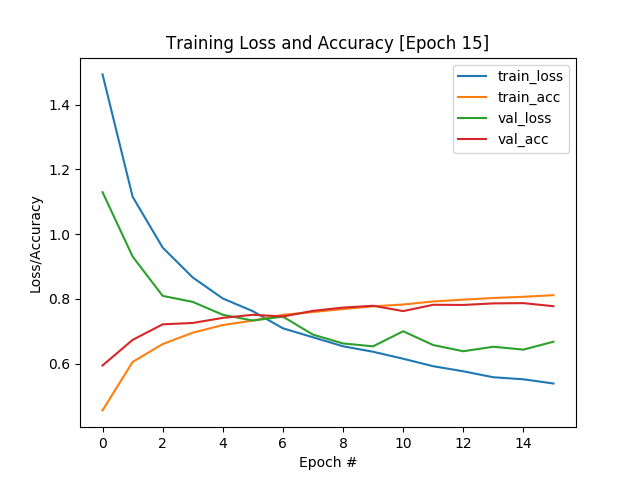 Training Loss and Accuracy [Epoch 15]
train_loss
train_acc
val_loss
val_acc
1.4
1.2
1.0
0.8
0.6
Loss/Accuracy
0 2 4 6 8 10 12 14
Epoch #